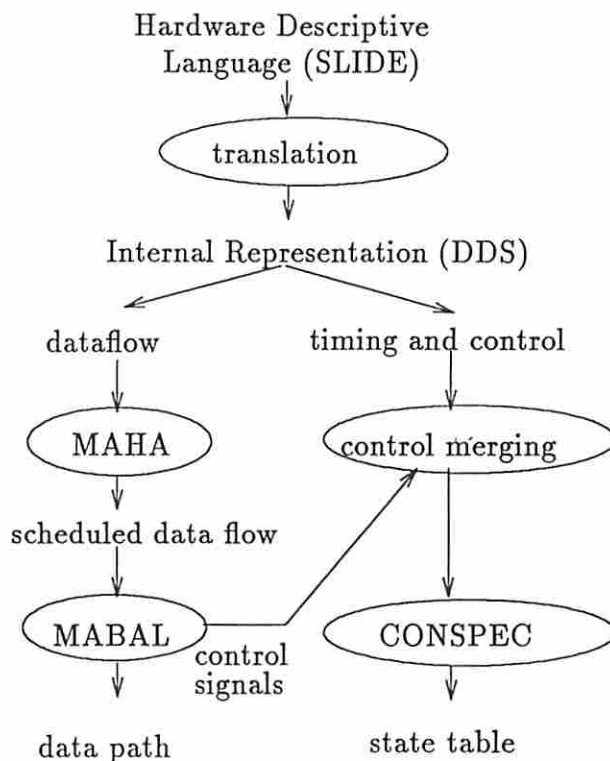 Hardware Descriptive
Language (SLIDE)
translation
Internal Representation (DDS)
dataflow
timing and control
MAHA
control merging
scheduled data flow
MABAL
control
signals
CONSPEC
data path
state table